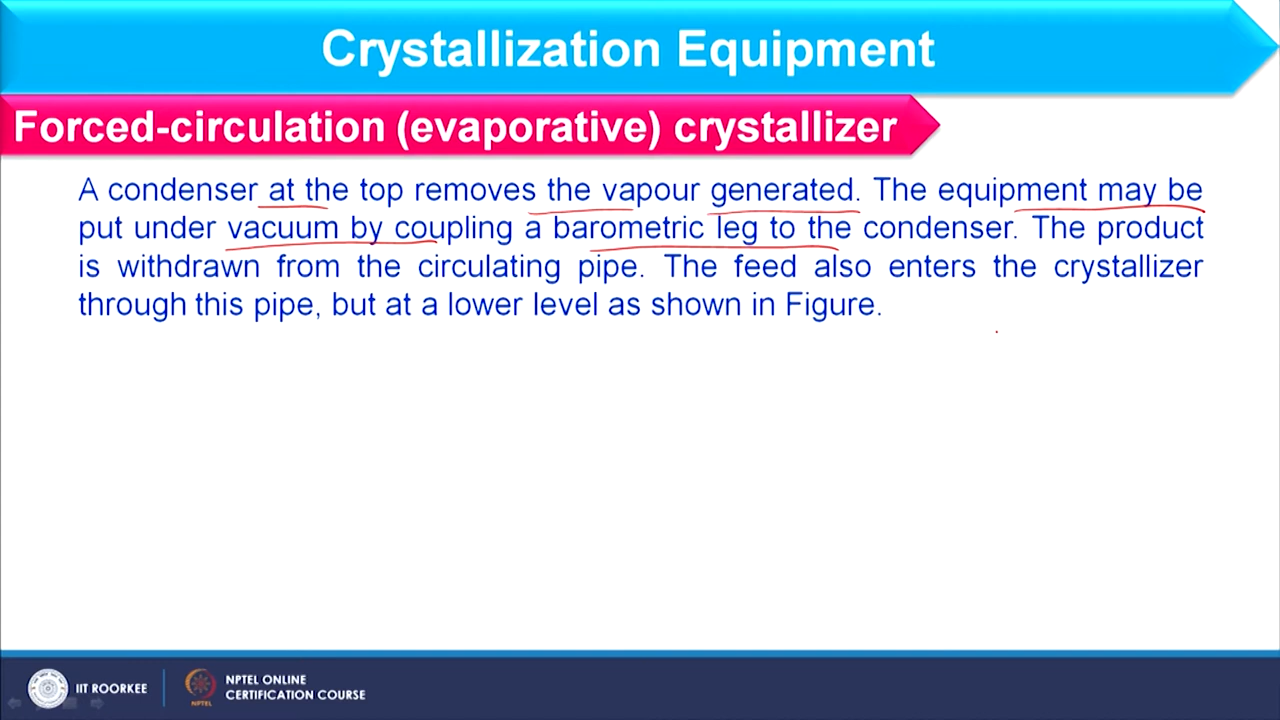 Crystallization Equipment
Forced-circulation (evaporative) crystallizer
A condenser at the top removes the vapour generated. The equipment may be
put under vacuum by coupling a barometric leg to the condenser. The product
is withdrawn from the circulating pipe. The feed also enters the crystallizer
through this pipe, but at a lower level as shown in Figure.
IIT ROORKEE
NPTEL
NPTEL ONLINE
CERTIFICATION COURSE